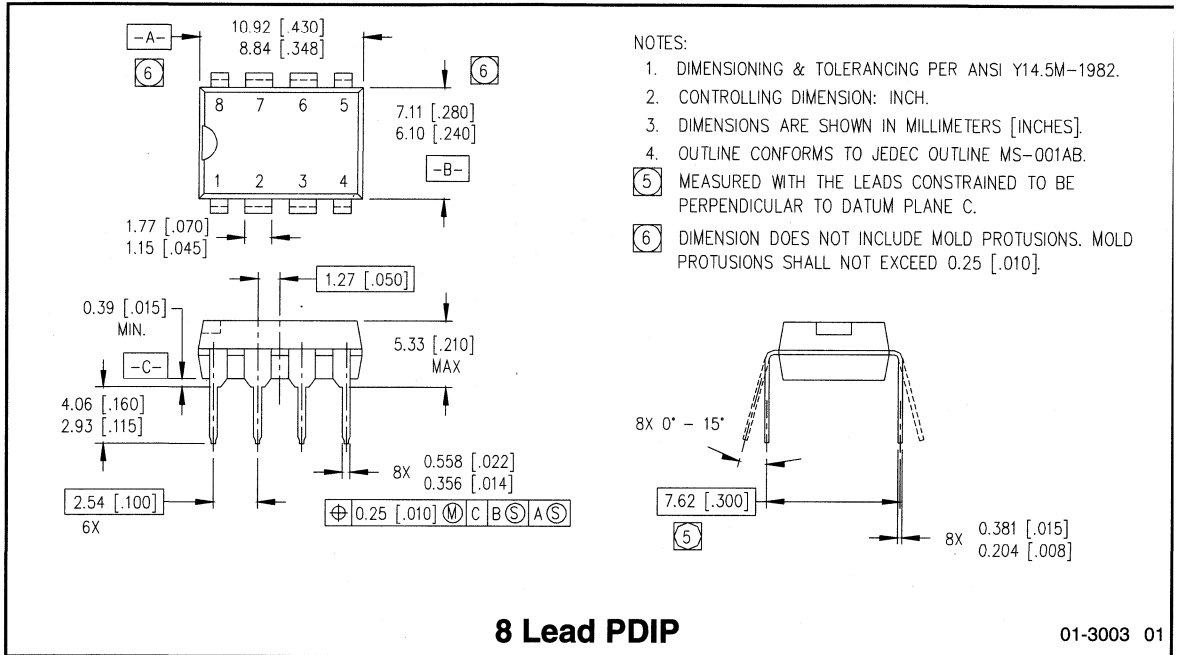 -A-
10.92 [.430]
8.84 [.348]
6
6
8 7 6 5
7.11 [.280]
6.10 [.240]
-B-
1 2 3 4
1.77 [.070]
1.15 [.045]
1.27 [.050]
0.39 [.015]
MIN.
5.33 [.210]
MAX
-C-
4.06 [.160]
2.93 [.115]
8X 0.558 [.022]
0.356 [.014]
2.54 [.100]
6X
⌖ 0.25 [.010] Ⓜ C B Ⓢ A Ⓢ
NOTES:
1. DIMENSIONING & TOLERANCING PER ANSI Y14.5M-1982.
2. CONTROLLING DIMENSION: INCH.
3. DIMENSIONS ARE SHOWN IN MILLIMETERS [INCHES].
4. OUTLINE CONFORMS TO JEDEC OUTLINE MS-001AB.
5 MEASURED WITH THE LEADS CONSTRAINED TO BE
PERPENDICULAR TO DATUM PLANE C.
6 DIMENSION DOES NOT INCLUDE MOLD PROTUSIONS. MOLD
PROTUSIONS SHALL NOT EXCEED 0.25 [.010].
8X 0° - 15°
7.62 [.300]
5
8X 0.381 [.015]
0.204 [.008]
8 Lead PDIP
01-3003 01